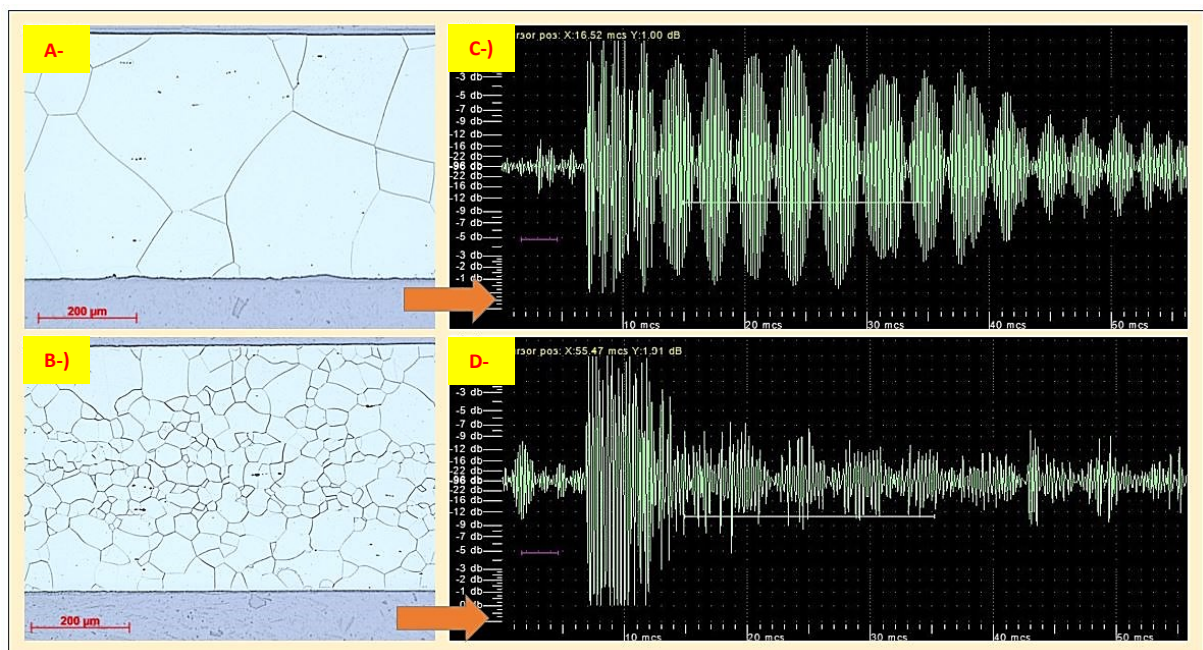 A-
200 µm
C-)
rsor pos: X:16.52 mcs Y:1.00 dB
-3 db
-5 db
-7 db
-9 db
-12 db
-16 db
-22 db
-96 db
-22 db
-16 db
-12 db
-9 db
-7 db
-5 db
-3 db
-2 db
-1 db
10 mcs
20 mcs
30 mcs
40 mcs
50 mcs
B-)
200 µm
D-
rsor pos: X:55.47 mcs Y:1.91 dB
-3 db
-5 db
-7 db
-9 db
-12 db
-16 db
-22 db
-96 db
-22 db
-16 db
-12 db
-9 db
-7 db
-5 db
-3 db
-2 db
-1 db
0 db
10 mcs
20 mcs
30 mcs
40 mcs
50 mcs